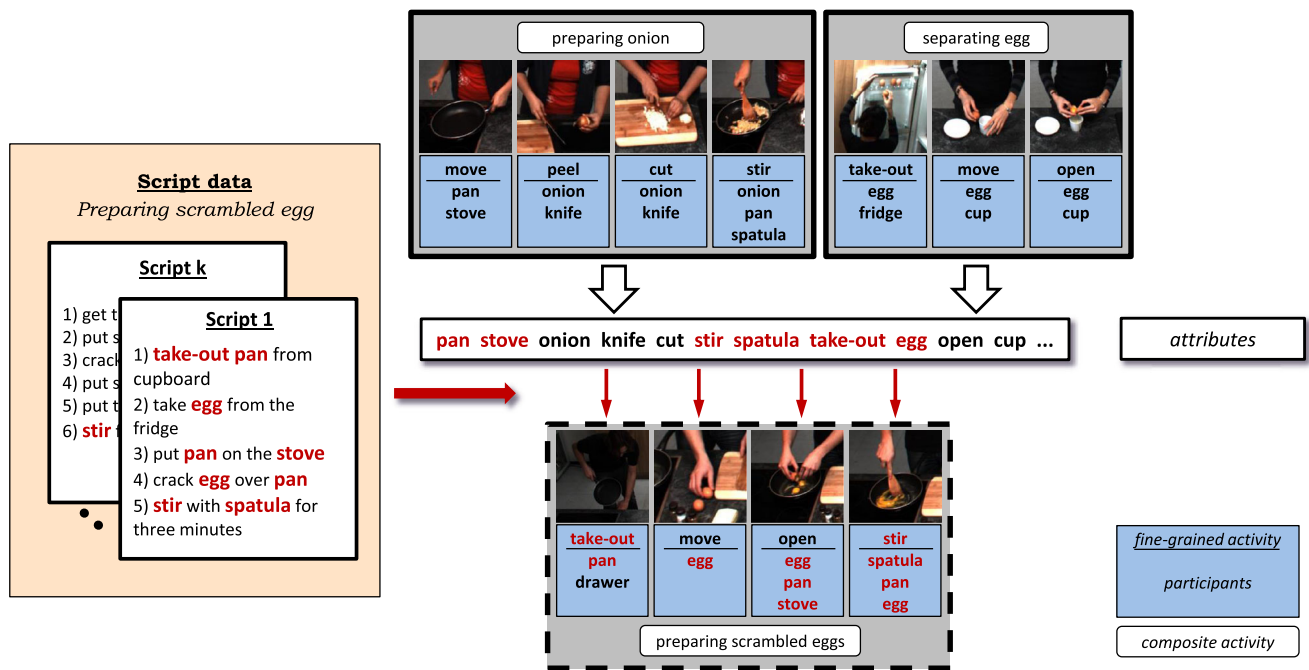 preparing onion
move
pan
stove
peel
onion
knife
cut
onion
knife
stir
onion
pan
spatula
separating egg
take-out
egg
fridge
move
egg
cup
open
egg
cup
Script data
Preparing scrambled egg
Script k
1) get t
2) put s
3) crack
4) put s
5) put t
6) stir f
Script 1
1) take-out pan from
cupboard
2) take egg from the
fridge
3) put pan on the stove
4) crack egg over pan
5) stir with spatula for
three minutes
pan stove onion knife cut stir spatula take-out egg open cup ...
attributes
take-out
pan
drawer
move
egg
open
egg
pan
stove
stir
spatula
pan
egg
preparing scrambled eggs
fine-grained activity
participants
composite activity